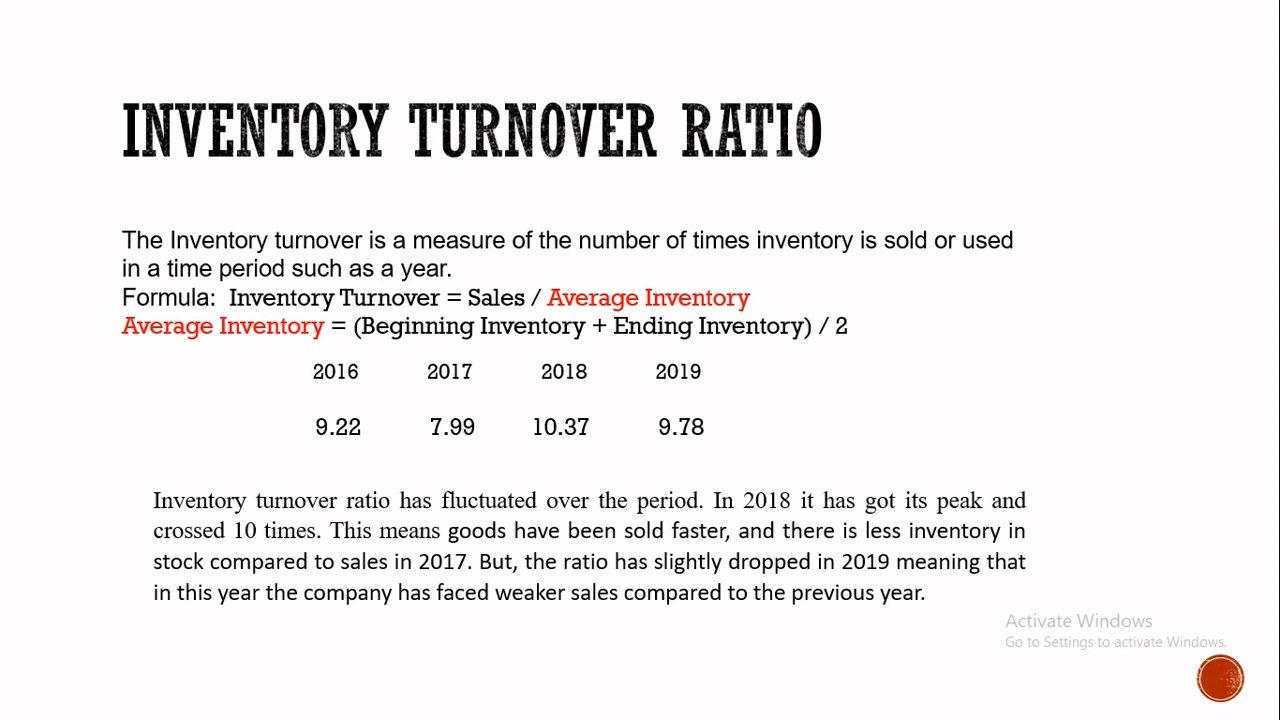 INVENTORY TURNOVER RATIO
The Inventory turnover is a measure of the number of times inventory is sold or used
in a time period such as a year.
Formula: Inventory Turnover = Sales / Average Inventory
Average Inventory = (Beginning Inventory + Ending Inventory) / 2
2016 2017 2018 2019
9.22 7.99 10.37 9.78
Inventory turnover ratio has fluctuated over the period. In 2018 it has got its peak and
crossed 10 times. This means goods have been sold faster, and there is less inventory in
stock compared to sales in 2017. But, the ratio has slightly dropped in 2019 meaning that
in this year the company has faced weaker sales compared to the previous year.
Activate Windows
Go to Settings to activate Windows.